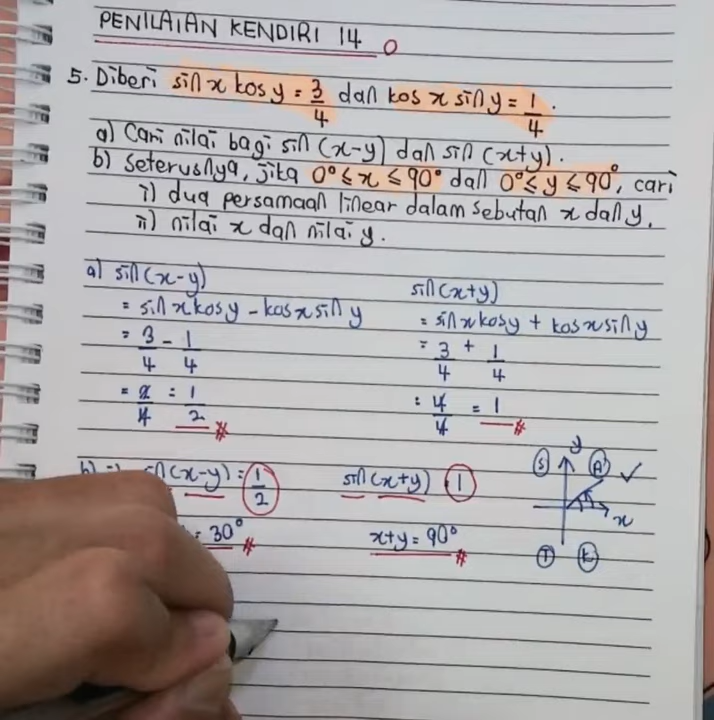 PENILAIAN KENDIRI 14
5. Diberi sin x kos y = 3/4 dan kos x sin y = 1/4.
a) Cari nilai bagi sin (x-y) dan sin (x+y).
b) Seterusnya, jika 0° ≤ x ≤ 90° dan 0° ≤ y ≤ 90°, cari
i) dua persamaan linear dalam sebutan x dan y.
ii) nilai x dan nilai y.
a) sin (x-y)
= sin x kos y - kos x sin y
= 3/4 - 1/4
= 2/4 = 1/2
sin (x+y)
= sin x kos y + kos x sin y
= 3/4 + 1/4
= 4/4 = 1
(x-y) = 1/2
= 30°
sin (x+y) 1
x+y = 90°
y
S A ✓
x
T K